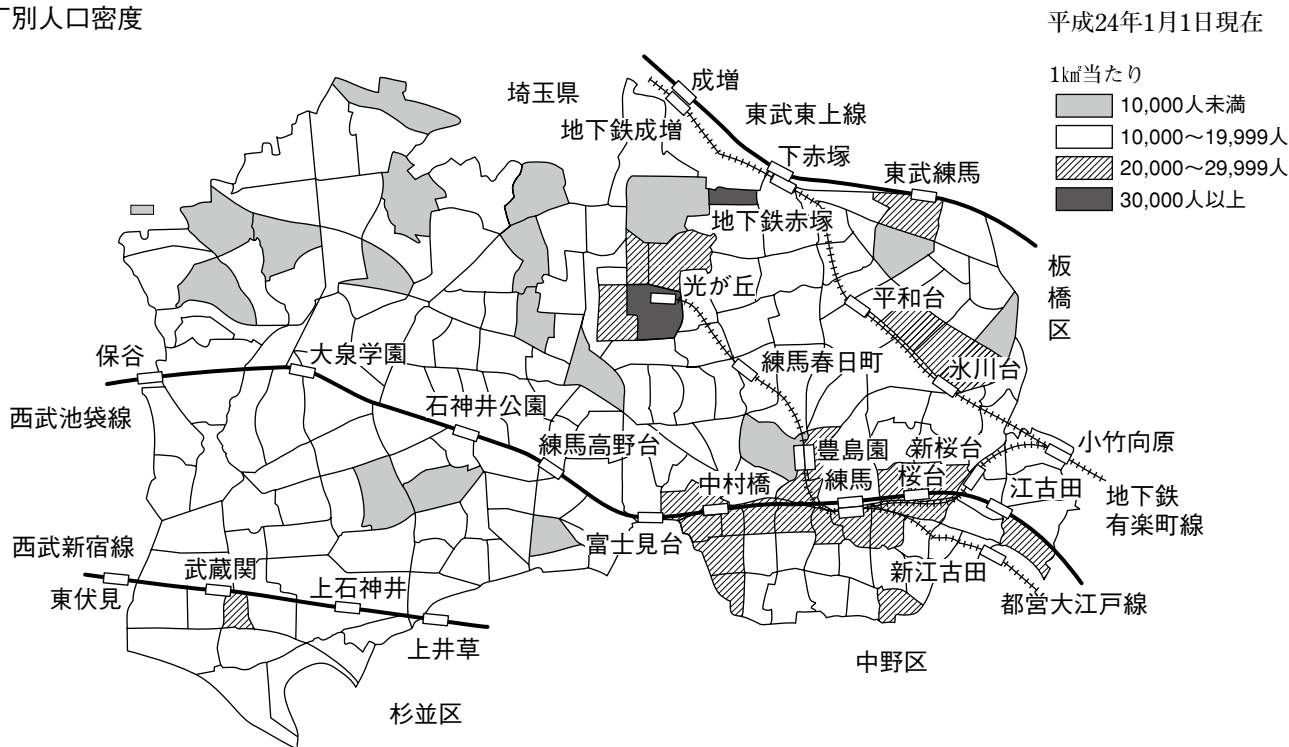 丁別人口密度
平成24年1月1日現在
1k㎡当たり
10,000人未満
10,000～19,999人
20,000～29,999人
30,000人以上
埼玉県
成増
地下鉄成増
東武東上線
下赤塚
東武練馬
地下鉄赤塚
板橋区
光が丘
平和台
保谷
大泉学園
練馬春日町
氷川台
西武池袋線
石神井公園
練馬高野台
豊島園
新桜台
小竹向原
中村橋
練馬
桜台
江古田
地下鉄
有楽町線
富士見台
西武新宿線
武蔵関
上石神井
新江古田
東伏見
都営大江戸線
上井草
中野区
杉並区